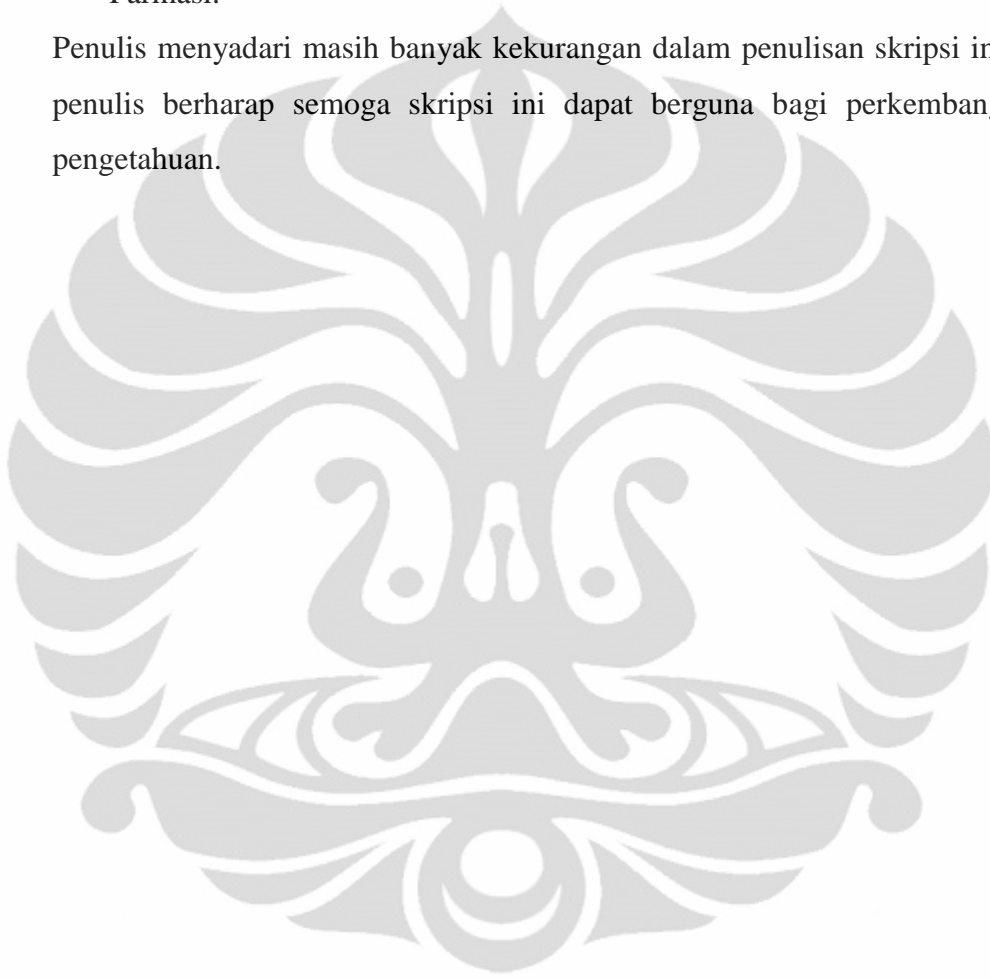 Farmasi.
Penulis menyadari masih banyak kekurangan dalam penulisan skripsi in
penulis berharap semoga skripsi ini dapat berguna bagi perkembang
pengetahuan.